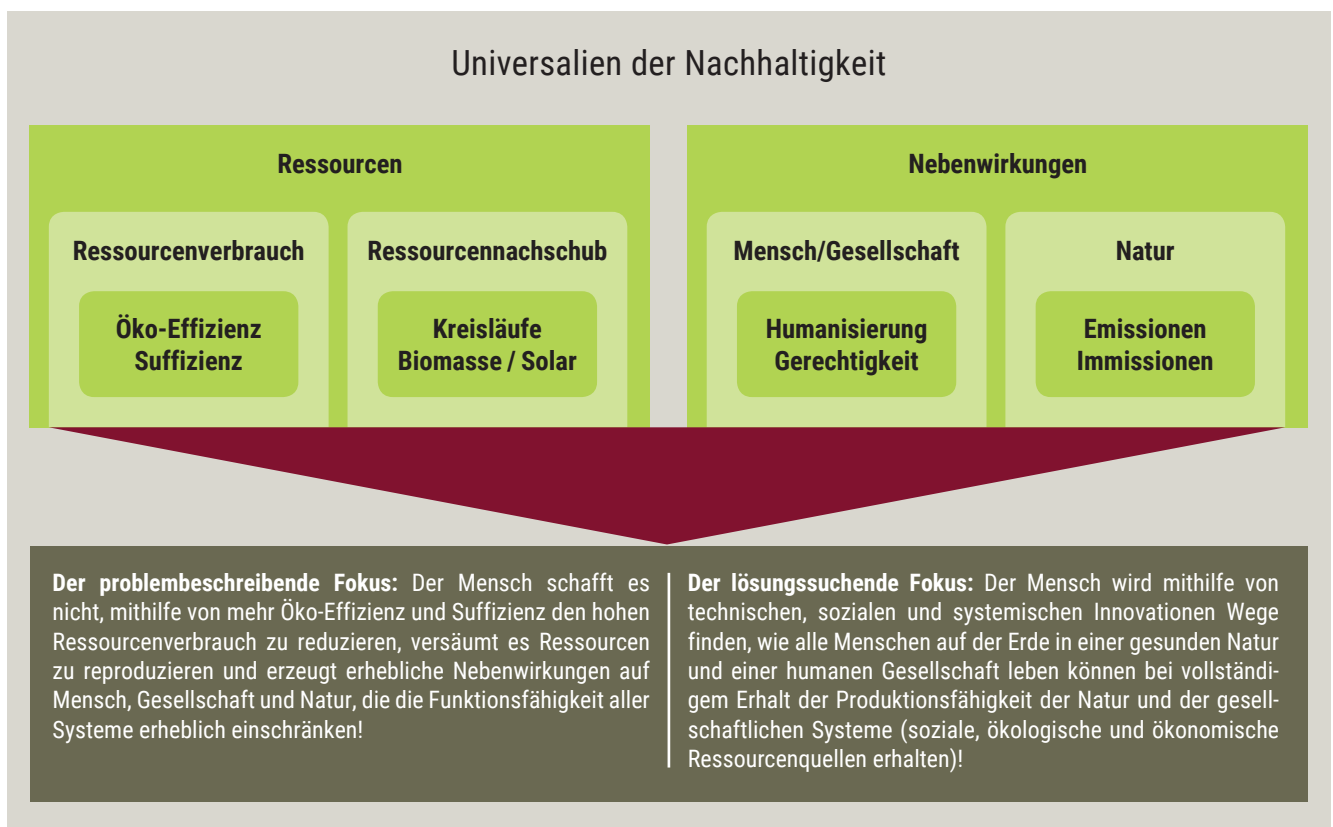 Universalien der Nachhaltigkeit
Ressourcen
Ressourcenverbrauch
Öko-Effizienz
Suffizienz
Ressourcennachschub
Kreisläufe
Biomasse / Solar
Nebenwirkungen
Mensch/Gesellschaft
Humanisierung
Gerechtigkeit
Natur
Emissionen
Immissionen
Der problembeschreibende Fokus: Der Mensch schafft es
nicht, mithilfe von mehr Öko-Effizienz und Suffizienz den hohen
Ressourcenverbrauch zu reduzieren, versäumt es Ressourcen
zu reproduzieren und erzeugt erhebliche Nebenwirkungen auf
Mensch, Gesellschaft und Natur, die die Funktionsfähigkeit aller
Systeme erheblich einschränken!
Der lösungssuchende Fokus: Der Mensch wird mithilfe von
technischen, sozialen und systemischen Innovationen Wege
finden, wie alle Menschen auf der Erde in einer gesunden Natur
und einer humanen Gesellschaft leben können bei vollständi-
gem Erhalt der Produktionsfähigkeit der Natur und der gesell-
schaftlichen Systeme (soziale, ökologische und ökonomische
Ressourcenquellen erhalten)!